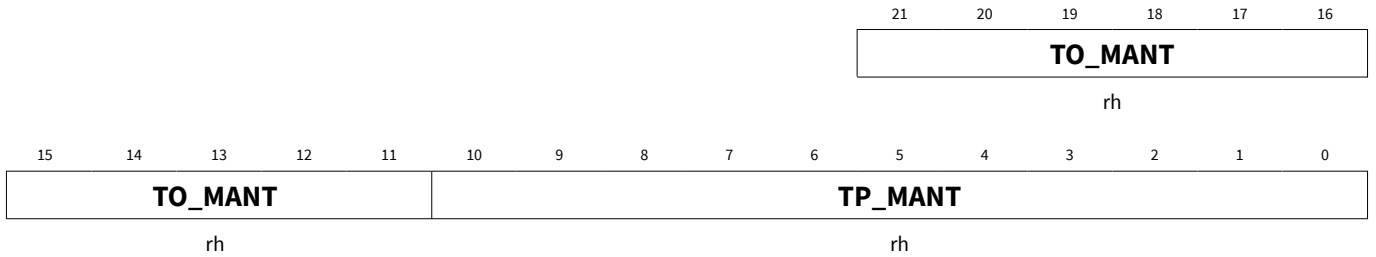 21 20 19 18 17 16
TO_MANT
rh
15 14 13 12 11 10 9 8 7 6 5 4 3 2 1 0
TO_MANT TP_MANT
rh rh